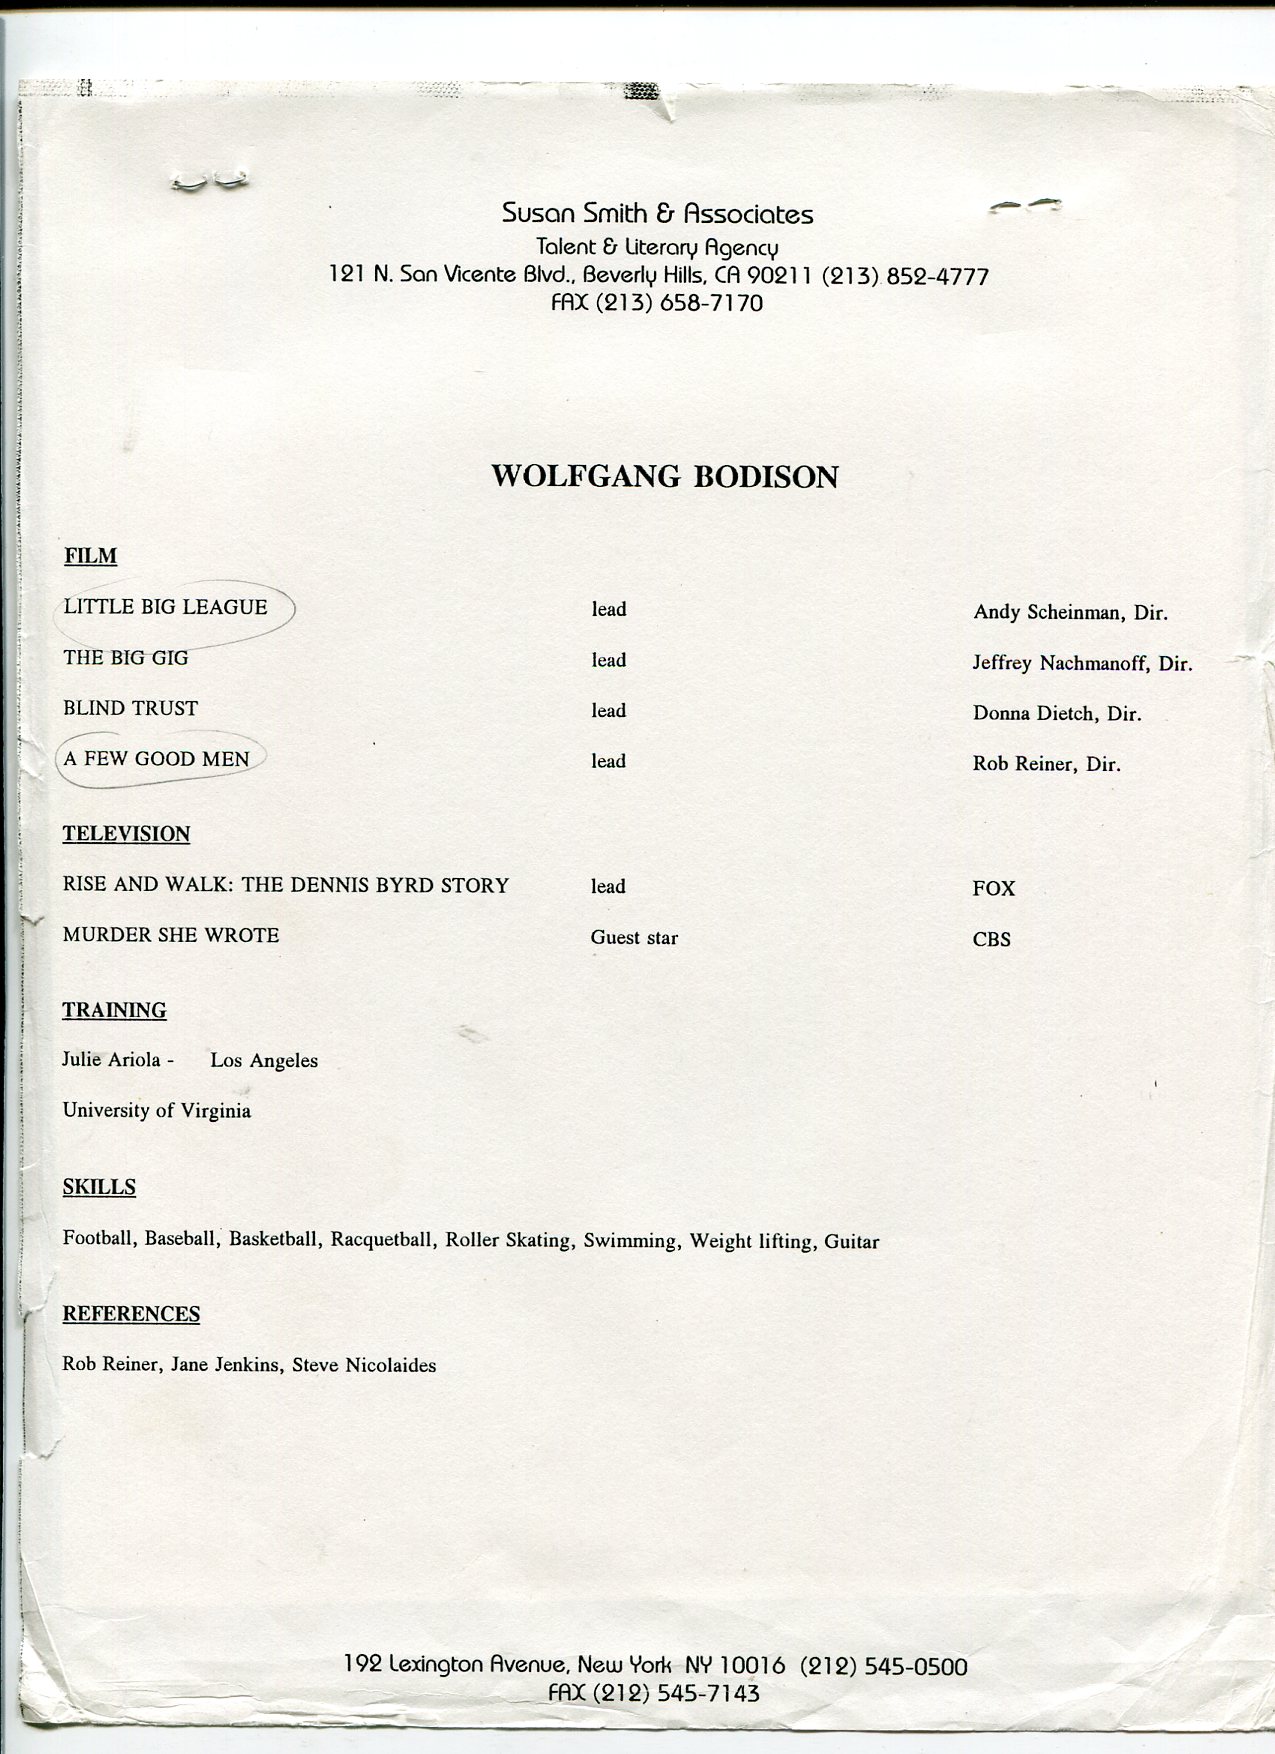 Susan Smith & Associates
Talent & Literary Agency
121 N. San Vicente Blvd., Beverly Hills, CA 90211 (213) 852-4777
FAX (213) 658-7170
WOLFGANG BODISON
FILM
LITTLE BIG LEAGUE lead Andy Scheinman, Dir.
THE BIG GIG lead Jeffrey Nachmanoff, Dir.
BLIND TRUST lead Donna Dietch, Dir.
A FEW GOOD MEN lead Rob Reiner, Dir.
TELEVISION
RISE AND WALK: THE DENNIS BYRD STORY lead FOX
MURDER SHE WROTE Guest star CBS
TRAINING
Julie Ariola - Los Angeles
University of Virginia
SKILLS
Football, Baseball, Basketball, Racquetball, Roller Skating, Swimming, Weight lifting, Guitar
REFERENCES
Rob Reiner, Jane Jenkins, Steve Nicolaides
192 Lexington Avenue, New York NY 10016 (212) 545-0500
FAX (212) 545-7143